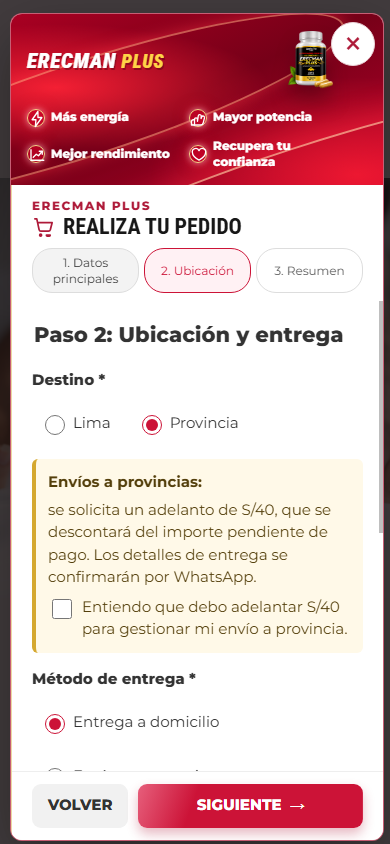 ERECMAN PLUS
Más energía
Mayor potencia
Mejor rendimiento
Recupera tu
confianza
ERECMAN PLUS
REALIZA TU PEDIDO
1. Datos
principales
2. Ubicación
3. Resumen
Paso 2: Ubicación y entrega
Destino *
Lima
Provincia
Envíos a provincias:
se solicita un adelanto de S/40, que se
descontará del importe pendiente de
pago. Los detalles de entrega se
confirmarán por WhatsApp.
Entiendo que debo adelantar S/40
para gestionar mi envío a provincia.
Método de entrega *
Entrega a domicilio
VOLVER
SIGUIENTE →